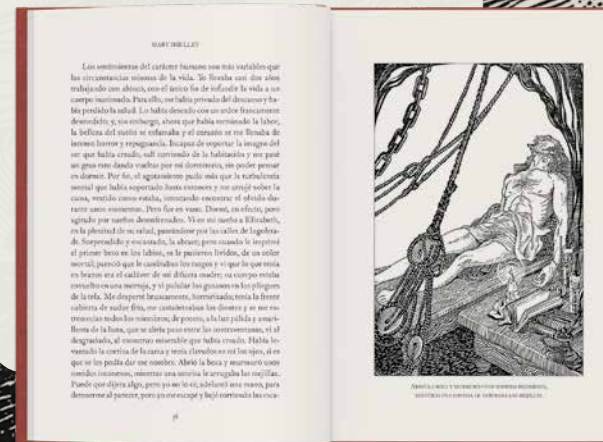 MARY SHELLEY
Los sentimientos del carácter humano son más variables que
las circunstancias mismas de la vida. Yo llevaba casi dos años
trabajando con ahínco, con el único fin de infundir la vida a un
cuerpo inanimado. Para ello, me había privado del descanso y ha-
bía perdido la salud. Lo había deseado con un ardor francamente
desmedido; y, sin embargo, ahora que había terminado la labor,
la belleza del sueño se esfumaba y el corazón se me llenaba de
inmenso horror y repugnancia. Incapaz de soportar la imagen del
ser que había creado, salí corriendo de la habitación y me pasé
un gran rato dando vueltas por mi dormitorio, sin poder pensar
en dormir. Por fin, el agotamiento pudo más que la turbulencia
mental que había soportado hasta entonces y me arrojé sobre la
cama, vestido como estaba, intentando encontrar el olvido du-
rante unos momentos. Pero fue en vano. Dormí, en efecto, pero
agitado por sueños desenfrenados. Vi en mi sueño a Elizabeth,
en la plenitud de su salud, paseándose por las calles de Ingolsta-
dt. Sorprendido y encantado, la abracé; pero cuando le imprimí
el primer beso en los labios, se le pusieron lívidos, de un color
mortal; pareció que le cambiaban los rasgos y vi que lo que tenía
en brazos era el cadáver de mi difunta madre; su cuerpo estaba
envuelto en una mortaja, y vi pulular los gusanos en los pliegues
de la tela. Me desperté bruscamente, horrorizado; tenía la frente
cubierta de sudor frío, me castañeteaban los dientes y se me es-
tremecían todos los miembros; de pronto, a la luz pálida y amari-
llenta de la luna, que se abría paso entre las contraventanas, vi al
desgraciado, al monstruo miserable que había creado. Había le-
vantado la cortina de la cama y tenía clavados en mí los ojos, si es
que se les podía dar ese nombre. Abrió la boca y murmuró unos
sonidos inconexos, mientras una sonrisa le arrugaba las mejillas.
Puede que dijera algo, pero yo no lo oí; adelantó una mano, para
detenerme al parecer, pero yo me escapé y bajé corriendo las esca-
ABRIÓ LA BOCA Y MURMURÓ UNOS SONIDOS INCONEXOS,
MIENTRAS UNA SONRISA LE ARRUGABA LAS MEJILLAS.